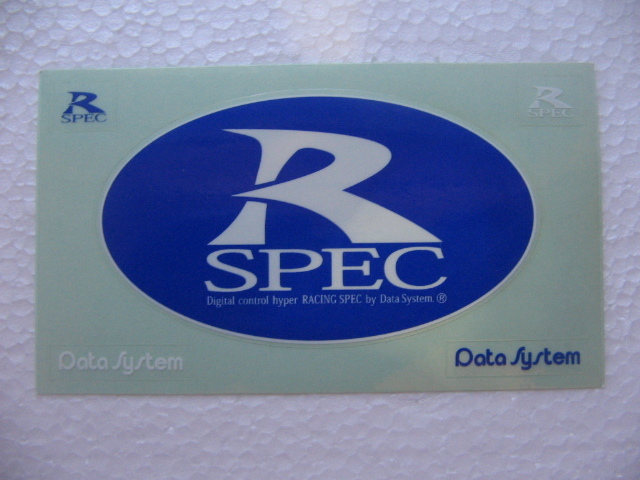 R
SPEC
R
SPEC
R
SPEC
Digital control hyper RACING SPEC by Data System. ®
Data System
Data System